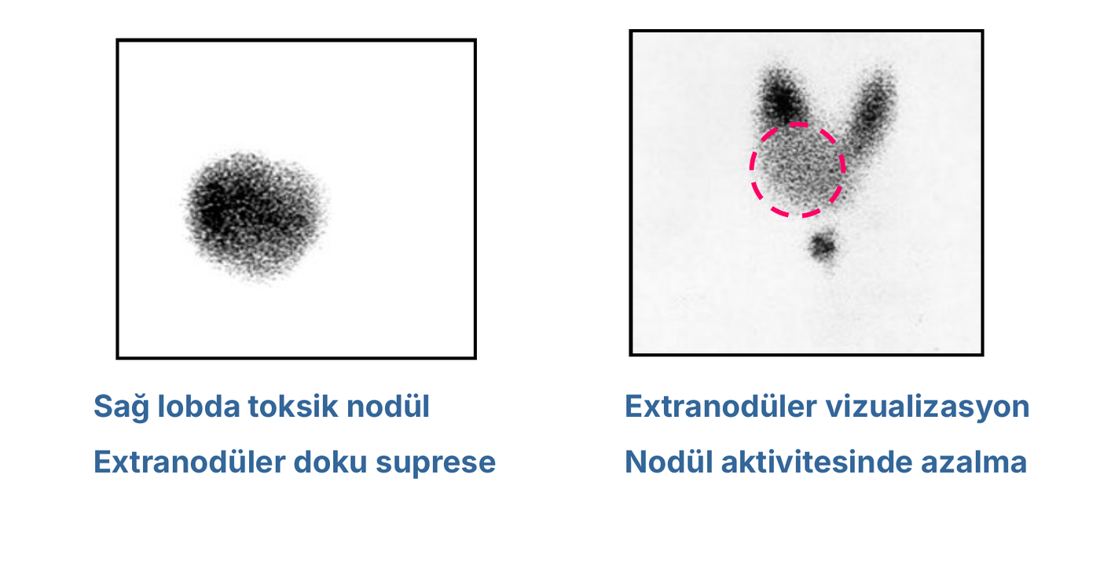 Sağ lobda toksik nodül
Extranodüler doku suprese
Extranodüler vizualizasyon
Nodül aktivitesinde azalma